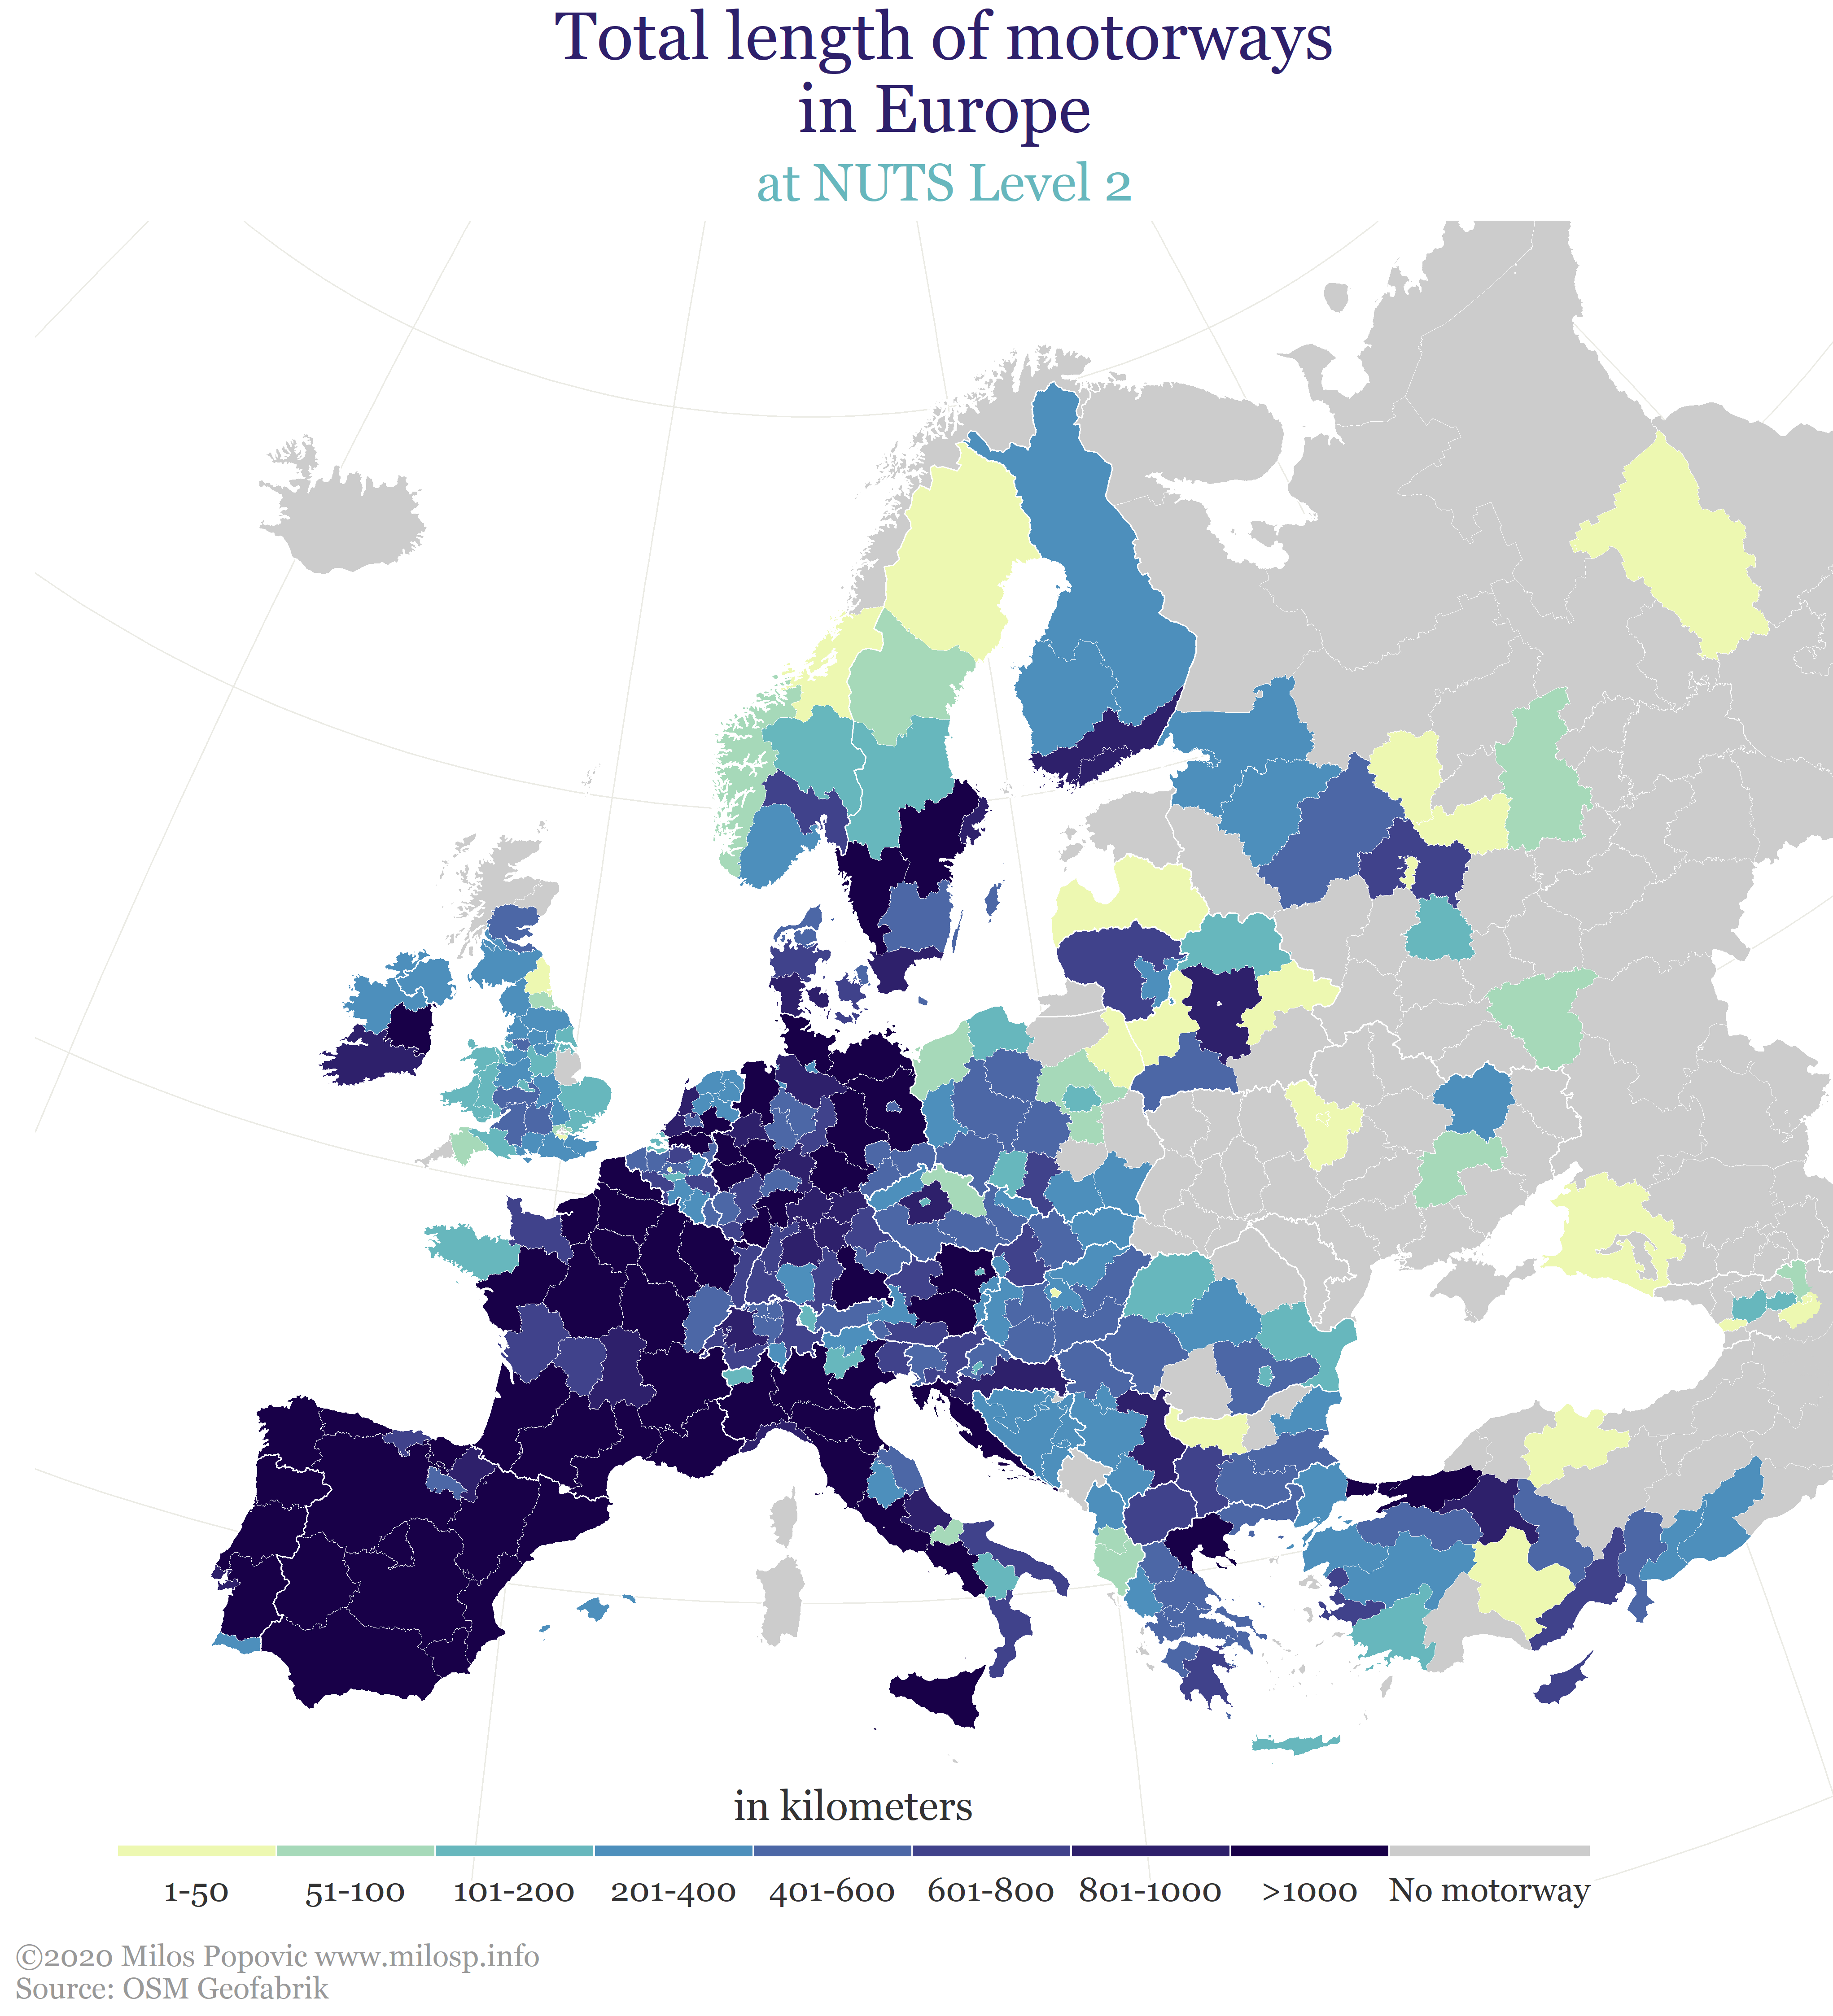 Total length of motorways
in Europe
at NUTS Level 2
in kilometers
1-50 51-100 101-200 201-400 401-600 601-800 801-1000 >1000 No motorway
©2020 Milos Popovic www.milosp.info
Source: OSM Geofabrik